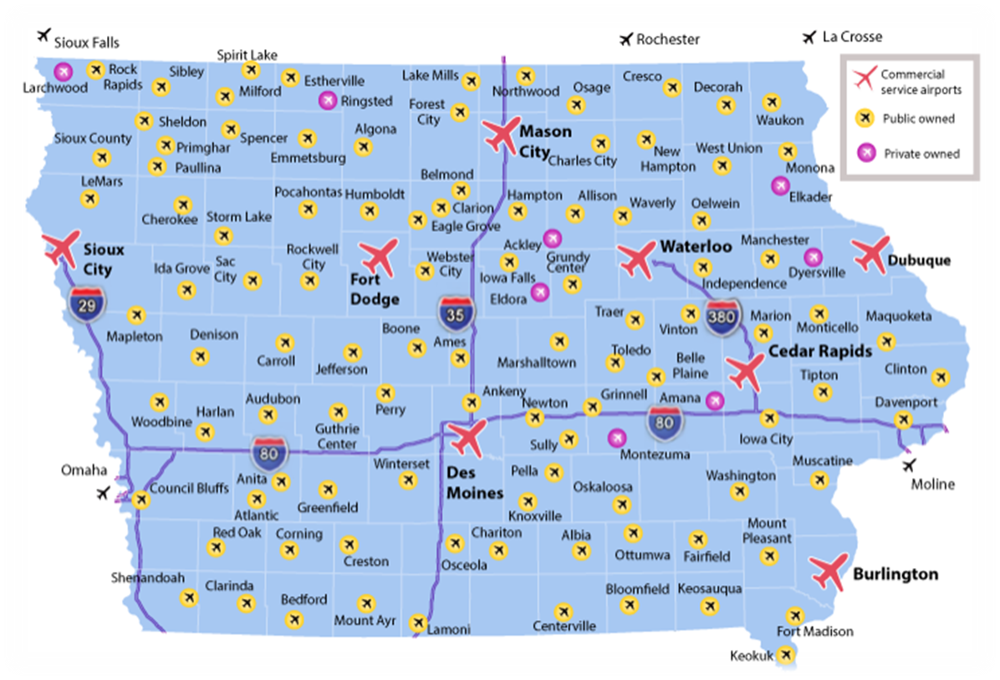 Sioux Falls
Rochester
La Crosse
Spirit Lake
Larchwood
Rock
Rapids
Sibley
Milford
Estherville
Ringsted
Lake Mills
Northwood
Osage
Cresco
Decorah
Waukon
Commercial
service airports
Public owned
Private owned
Forest
City
Sheldon
Sioux County
Primghar
Paullina
Spencer
Emmetsburg
Algona
Mason
City
Charles City
New
Hampton
West Union
Monona
Elkader
LeMars
Cherokee
Storm Lake
Pocahontas
Humboldt
Belmond
Clarion
Eagle Grove
Hampton
Allison
Waverly
Oelwein
Sioux
City
Ida Grove
Sac
City
Rockwell
City
Fort
Dodge
Webster
City
Ackley
Iowa Falls
Grundy
Center
Eldora
Waterloo
Manchester
Dyersville
Dubuque
Independence
29
35
380
Mapleton
Denison
Carroll
Jefferson
Boone
Ames
Marshalltown
Traer
Toledo
Vinton
Belle
Plaine
Marion
Monticello
Maquoketa
Cedar Rapids
Tipton
Clinton
Woodbine
Harlan
Audubon
Guthrie
Center
Perry
Ankeny
Newton
Grinnell
Amana
Davenport
80
80
Iowa City
Sully
Montezuma
Omaha
Council Bluffs
Anita
Atlantic
Greenfield
Winterset
Des
Moines
Pella
Knoxville
Oskaloosa
Washington
Muscatine
Moline
Red Oak
Corning
Creston
Osceola
Chariton
Albia
Ottumwa
Fairfield
Mount
Pleasant
Burlington
Shenandoah
Clarinda
Bedford
Mount Ayr
Lamoni
Centerville
Bloomfield
Keosauqua
Fort Madison
Keokuk